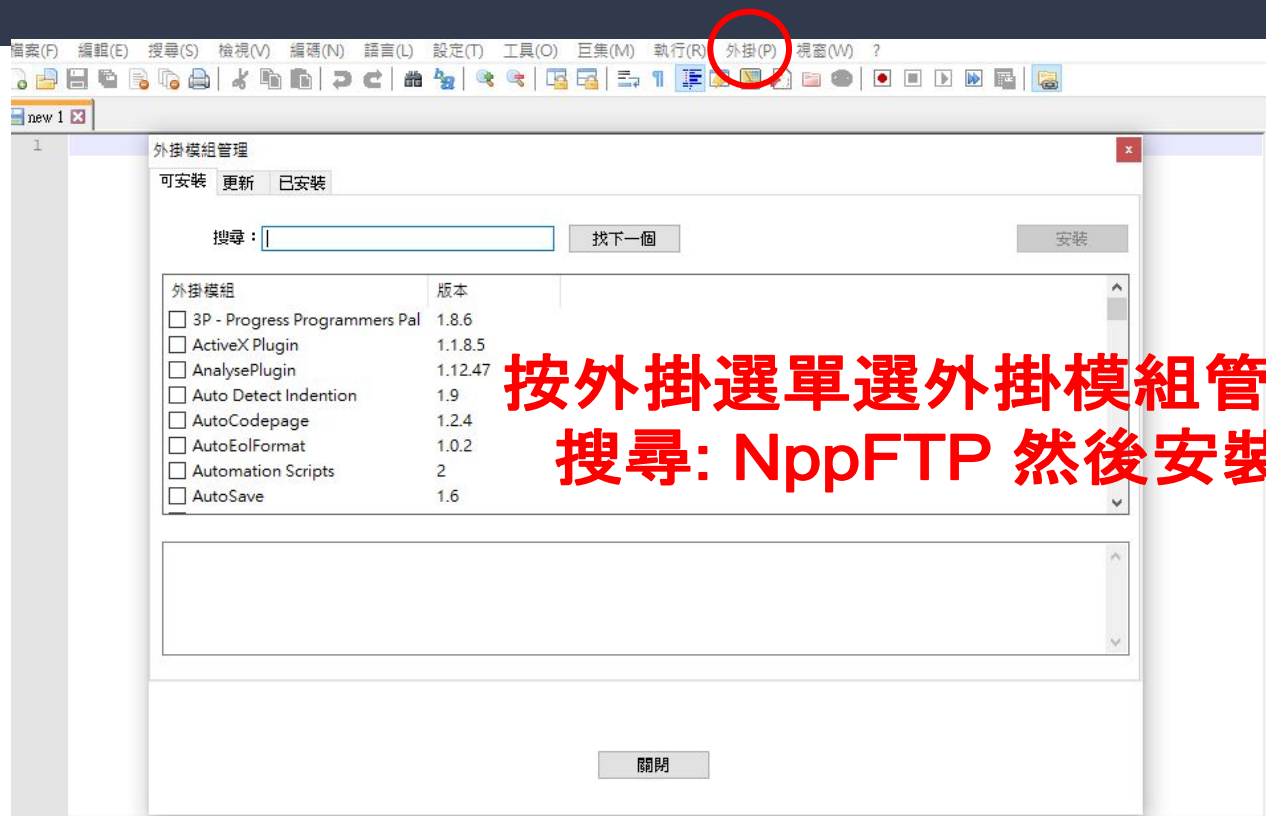 檔案(F) 編輯(E) 搜尋(S) 檢視(V) 編碼(N) 語言(L) 設定(T) 工具(O) 巨集(M) 執行(R) 外掛(P) 視窗(W) ?
new 1
1
外掛模組管理
可安裝 更新 已安裝
搜尋： 找下一個 安裝
外掛模組 版本
3P - Progress Programmers Pal 1.8.6
ActiveX Plugin 1.1.8.5
AnalysePlugin 1.12.47
Auto Detect Indention 1.9
AutoCodepage 1.2.4
AutoEolFormat 1.0.2
Automation Scripts 2
AutoSave 1.6
按外掛選單選外掛模組管
搜尋: NppFTP 然後安裝
關閉